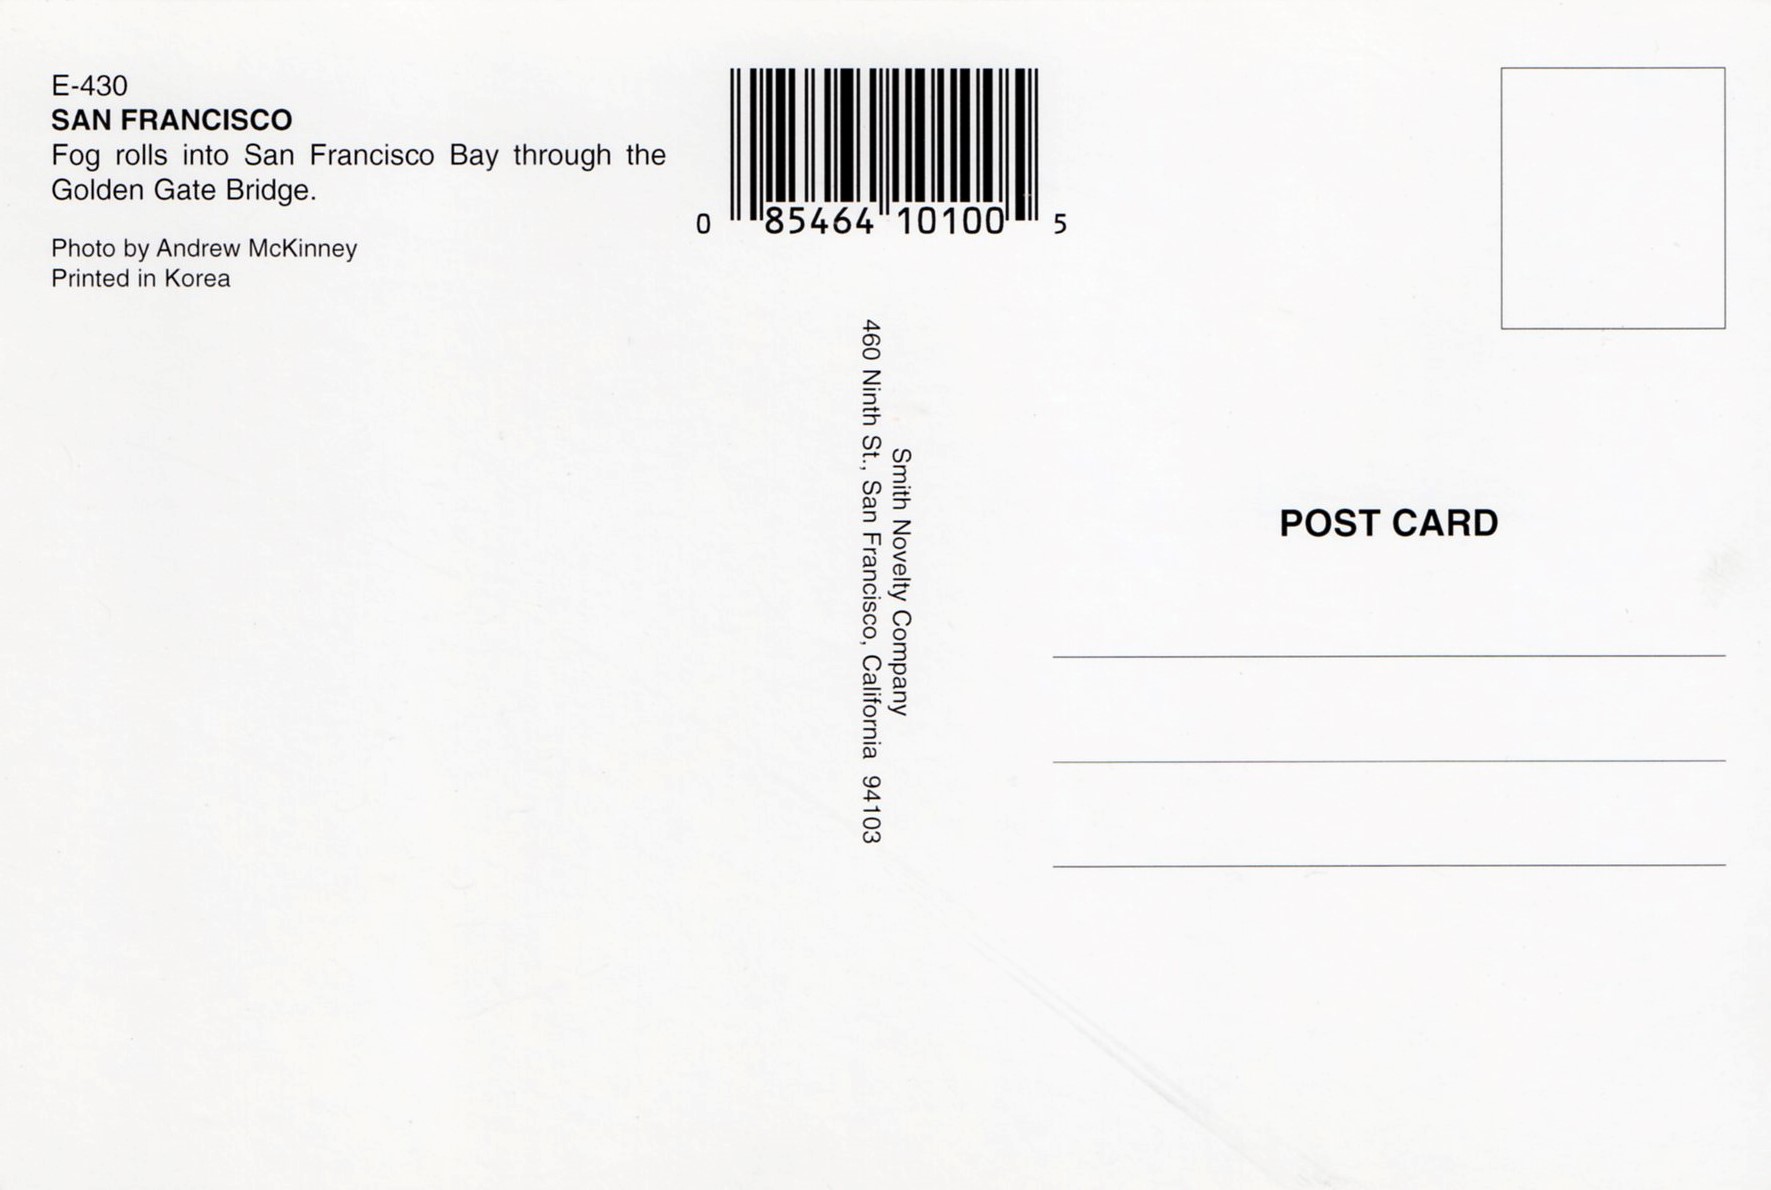 E-430
SAN FRANCISCO
Fog rolls into San Francisco Bay through the
Golden Gate Bridge.
Photo by Andrew McKinney
Printed in Korea
0 85464 10100 5
Smith Novelty Company
460 Ninth St., San Francisco, California 94103
POST CARD